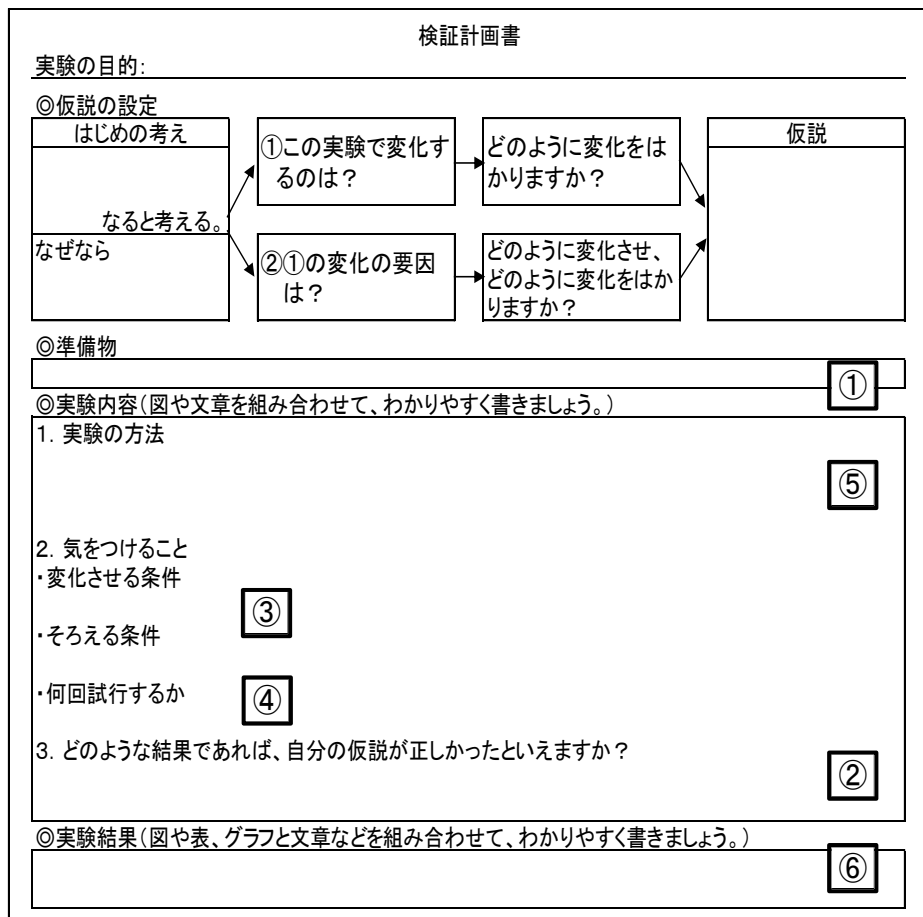 検証計画書
実験の目的:
◎仮説の設定
はじめの考え
なると考える。
なぜなら
①この実験で変化す
るのは？
どのように変化をは
かりますか？
②①の変化の要因
は？
どのように変化させ、
どのように変化をはか
りますか？
仮説
◎準備物
①
◎実験内容(図や文章を組み合わせて、わかりやすく書きましょう。)
1. 実験の方法
⑤
2. 気をつけること
・変化させる条件
③
・そろえる条件
・何回試行するか
④
3. どのような結果であれば、自分の仮説が正しかったといえますか？
②
◎実験結果(図や表、グラフと文章などを組み合わせて、わかりやすく書きましょう。)
⑥